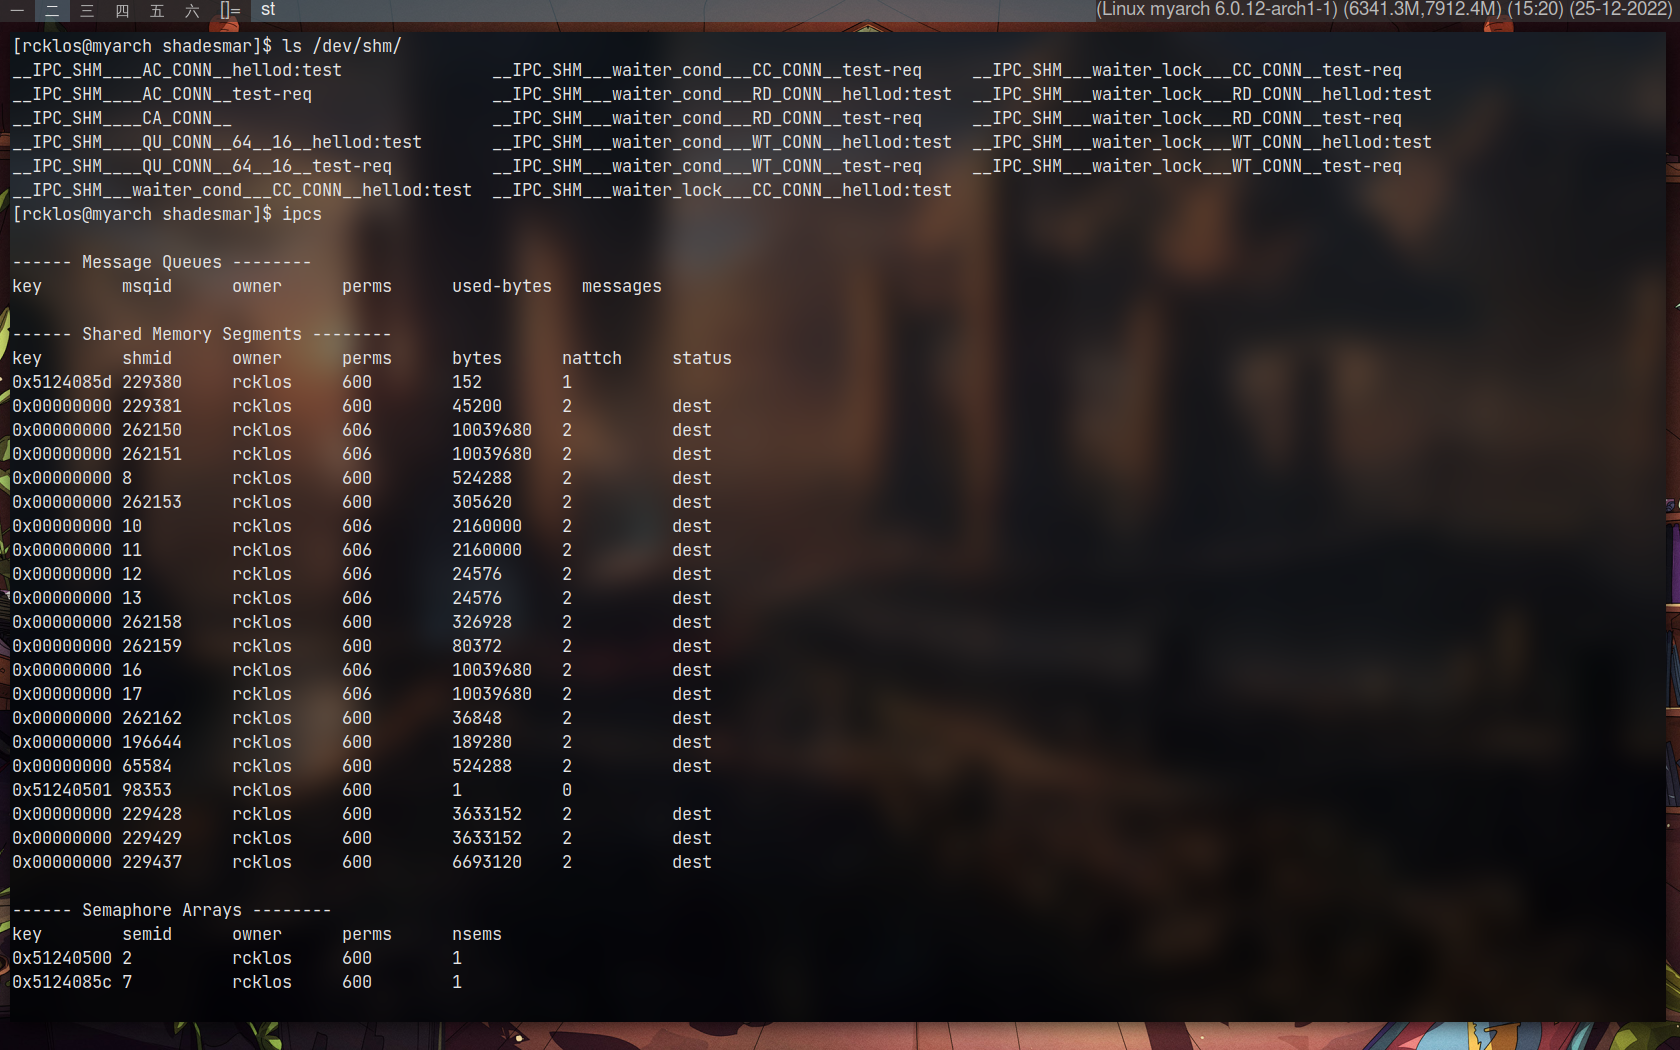 一 二 三 四 五 六 []= st (Linux myarch 6.0.12-arch1-1) (6341.3M,7912.4M) (15:20) (25-12-2022)
[rcklos@myarch shadesmar]$ ls /dev/shm/
__IPC_SHM____AC_CONN__hellod:test __IPC_SHM___waiter_cond___CC_CONN__test-req __IPC_SHM___waiter_lock___CC_CONN__test-req
__IPC_SHM____AC_CONN__test-req __IPC_SHM___waiter_cond___RD_CONN__hellod:test __IPC_SHM___waiter_lock___RD_CONN__hellod:test
__IPC_SHM____CA_CONN__ __IPC_SHM___waiter_cond___RD_CONN__test-req __IPC_SHM___waiter_lock___RD_CONN__test-req
__IPC_SHM____QU_CONN__64__16__hellod:test __IPC_SHM___waiter_cond___WT_CONN__hellod:test __IPC_SHM___waiter_lock___WT_CONN__hellod:test
__IPC_SHM____QU_CONN__64__16__test-req __IPC_SHM___waiter_cond___WT_CONN__test-req __IPC_SHM___waiter_lock___WT_CONN__test-req
__IPC_SHM___waiter_cond___CC_CONN__hellod:test __IPC_SHM___waiter_lock___CC_CONN__hellod:test
[rcklos@myarch shadesmar]$ ipcs
------ Message Queues --------
key msqid owner perms used-bytes messages
------ Shared Memory Segments --------
key shmid owner perms bytes nattch status
0x5124085d 229380 rcklos 600 152 1
0x00000000 229381 rcklos 600 45200 2 dest
0x00000000 262150 rcklos 606 10039680 2 dest
0x00000000 262151 rcklos 606 10039680 2 dest
0x00000000 8 rcklos 600 524288 2 dest
0x00000000 262153 rcklos 600 305620 2 dest
0x00000000 10 rcklos 606 2160000 2 dest
0x00000000 11 rcklos 606 2160000 2 dest
0x00000000 12 rcklos 606 24576 2 dest
0x00000000 13 rcklos 606 24576 2 dest
0x00000000 262158 rcklos 600 326928 2 dest
0x00000000 262159 rcklos 600 80372 2 dest
0x00000000 16 rcklos 606 10039680 2 dest
0x00000000 17 rcklos 606 10039680 2 dest
0x00000000 262162 rcklos 600 36848 2 dest
0x00000000 196644 rcklos 600 189280 2 dest
0x00000000 65584 rcklos 600 524288 2 dest
0x51240501 98353 rcklos 600 1 0
0x00000000 229428 rcklos 600 3633152 2 dest
0x00000000 229429 rcklos 600 3633152 2 dest
0x00000000 229437 rcklos 600 6693120 2 dest
------ Semaphore Arrays --------
key semid owner perms nsems
0x51240500 2 rcklos 600 1
0x5124085c 7 rcklos 600 1